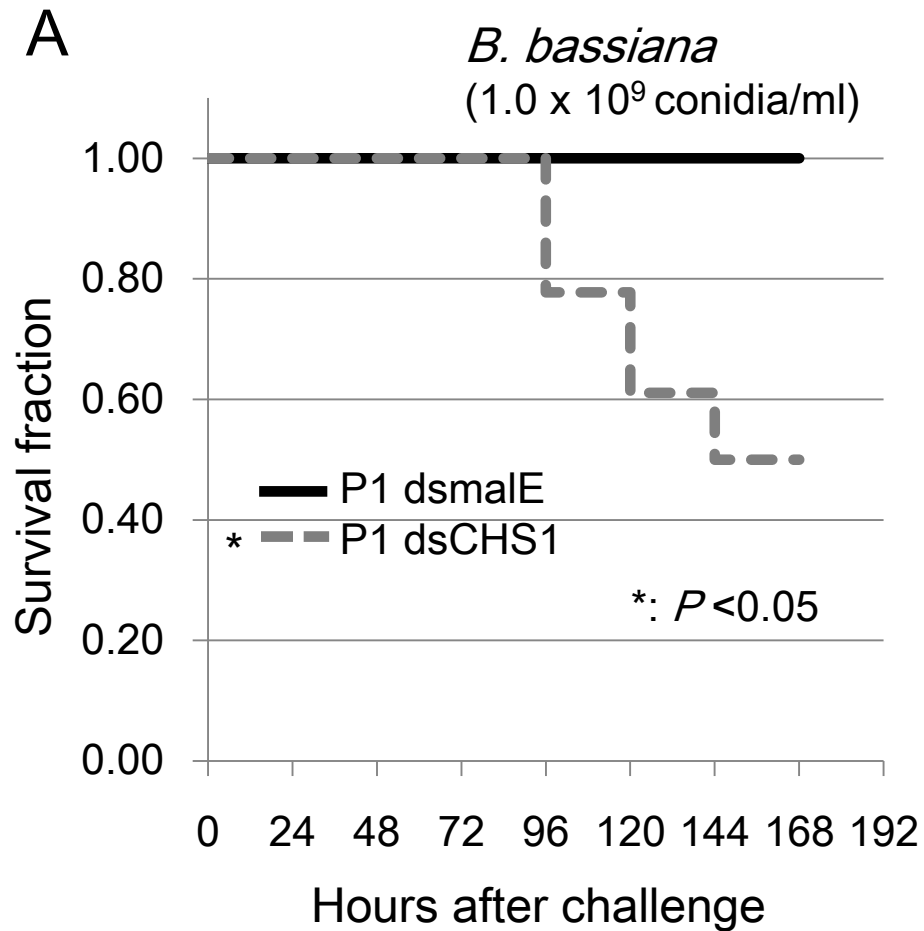 A
B. bassiana
(1.0 x 10⁹ conidia/ml)
1.00
0.80
0.60
0.40
0.20
0.00
Survival fraction
P1 dsmalE
* P1 dsCHS1
*: P <0.05
0 24 48 72 96 120 144 168 192
Hours after challenge